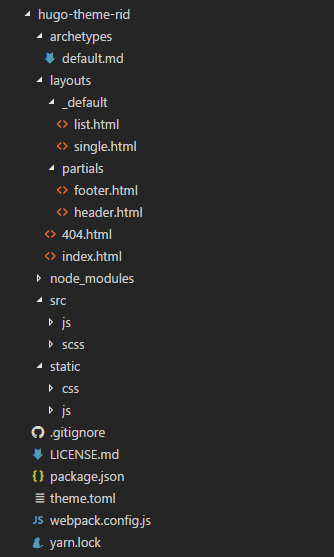 hugo-theme-rid
archetypes
default.md
layouts
_default
list.html
single.html
partials
footer.html
header.html
404.html
index.html
node_modules
src
js
scss
static
css
js
.gitignore
LICENSE.md
{ } package.json
theme.toml
JS webpack.config.js
yarn.lock